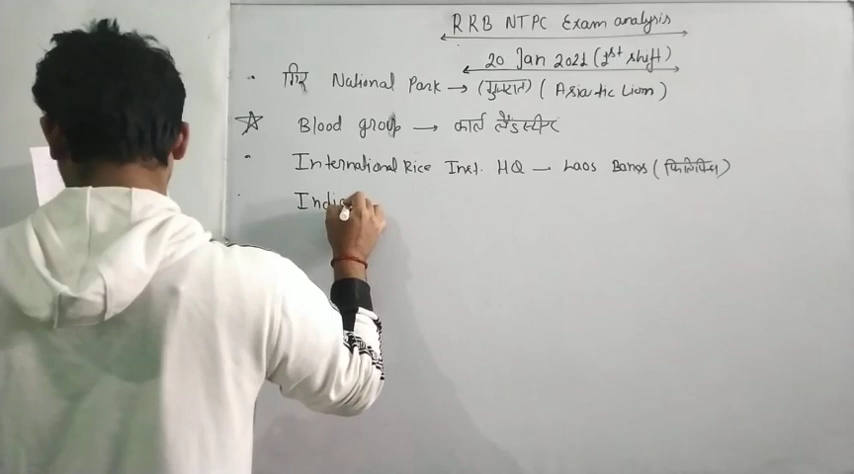 RRB NTPC Exam analysis
20 Jan 2021 (1st shift)
गिर National Park → (गुजरात) (Asiatic Lion)
Blood group → कार्ल लैंडस्टीनर
International Rice Inst. HQ — Laos Banos (फिलिपिंस)
India